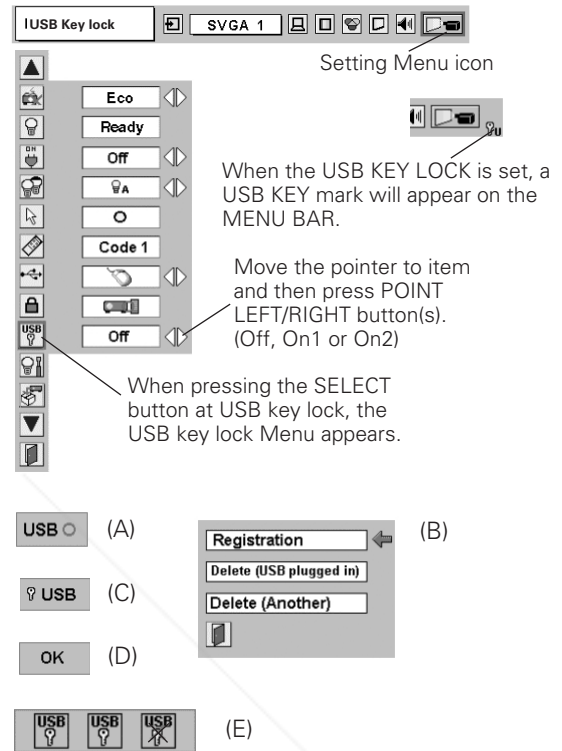 USB Key lock
SVGA 1
Setting Menu icon
Eco
Ready
ON
Off
A
U
When the USB KEY LOCK is set, a
USB KEY mark will appear on the
MENU BAR.
Code 1
Move the pointer to item
and then press POINT
LEFT/RIGHT button(s).
(Off, On1 or On2)
USB
Off
When pressing the SELECT
button at USB key lock, the
USB key lock Menu appears.
USB
(A)
Registration
(B)
Delete (USB plugged in)
Delete (Another)
USB
(C)
OK
(D)
USB USB USB
(E)